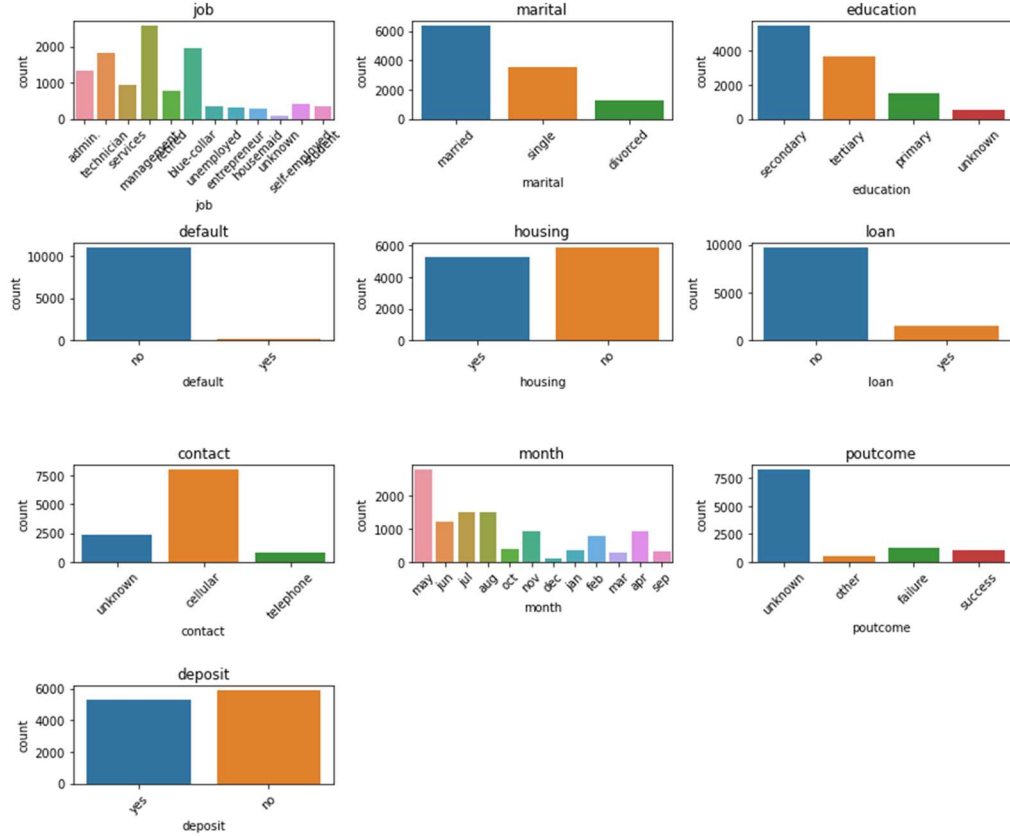 job
count
2000
1000
0
admin.
technician
services
management
retired
blue-collar
unemployed
entrepreneur
housemaid
unknown
self-employed
student
job
marital
count
6000
4000
2000
0
married
single
divorced
marital
education
count
4000
2000
0
secondary
tertiary
primary
unknown
education
default
count
10000
5000
0
no
yes
default
housing
count
6000
4000
2000
0
yes
no
housing
loan
count
10000
5000
0
no
yes
loan
contact
count
7500
5000
2500
0
unknown
cellular
telephone
contact
month
count
2000
1000
0
may
jun
jul
aug
oct
nov
dec
jan
feb
mar
apr
sep
month
poutcome
count
7500
5000
2500
0
unknown
other
failure
success
poutcome
deposit
count
6000
4000
2000
0
yes
no
deposit